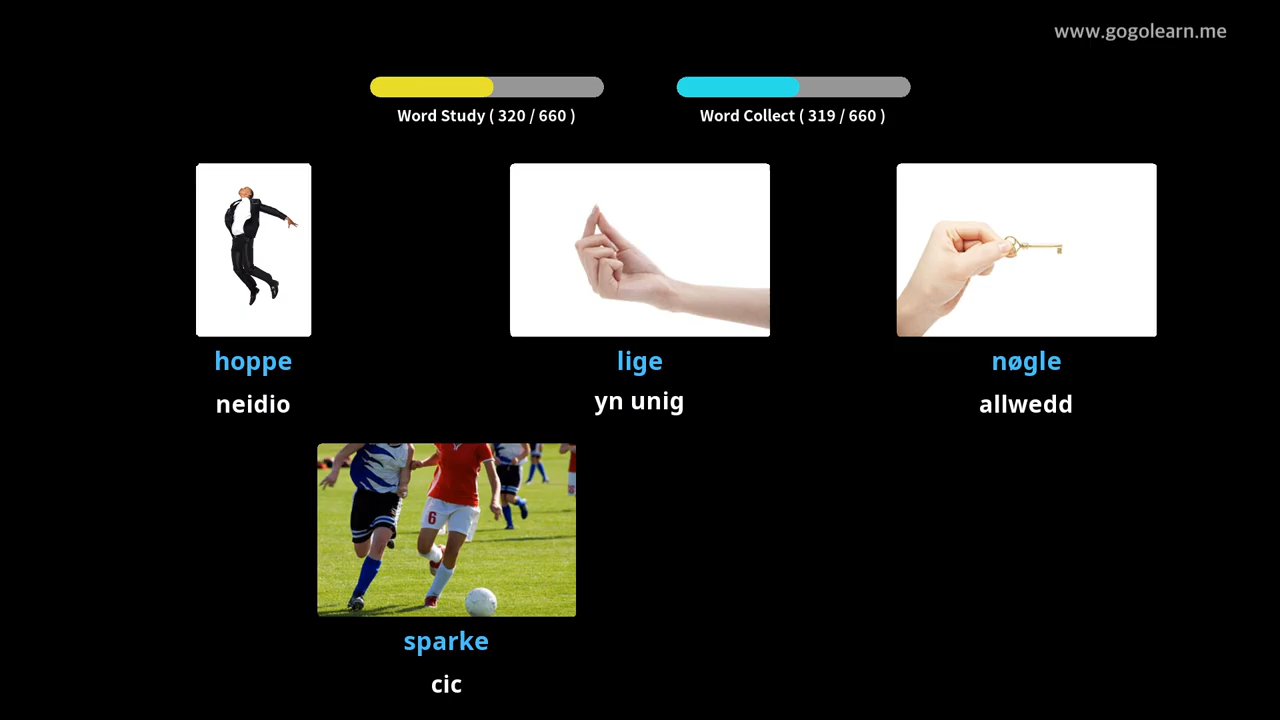 www.gogolearn.me
Word Study ( 320 / 660 )
Word Collect ( 319 / 660 )
hoppe
neidio
lige
yn unig
nøgle
allwedd
6
sparke
cic